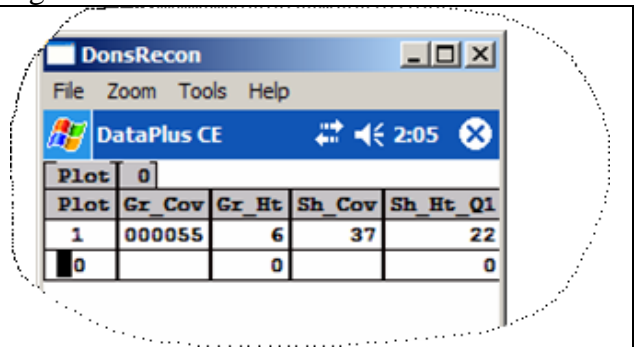 DonsRecon
File Zoom Tools Help
DataPlus CE 2:05
Plot 0
Plot Gr_Cov Gr_Ht Sh_Cov Sh_Ht_Q1
1 000055 6 37 22
0 0 0